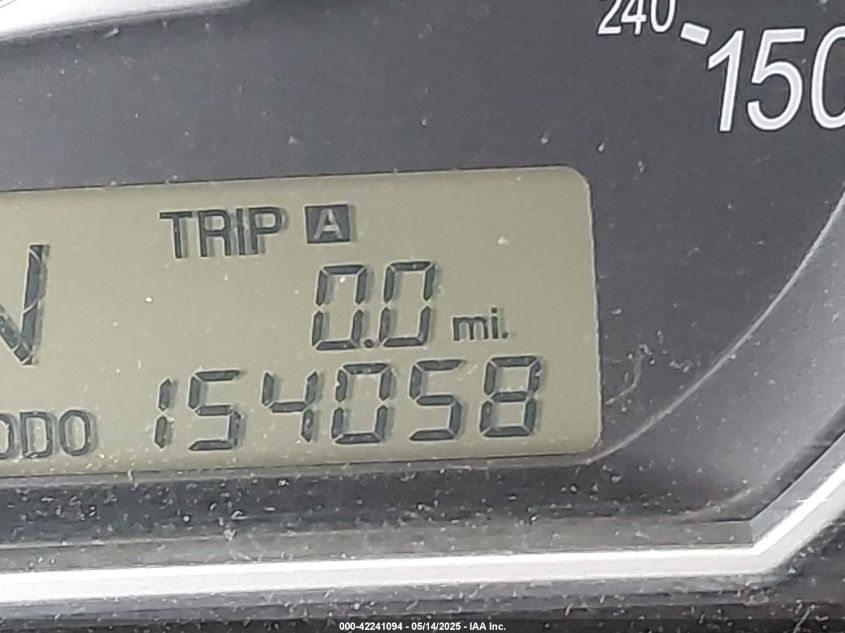 240
150
TRIP A
N
0.0 mi.
ODO 154058
000-42241094 - 05/14/2025 - IAA Inc.